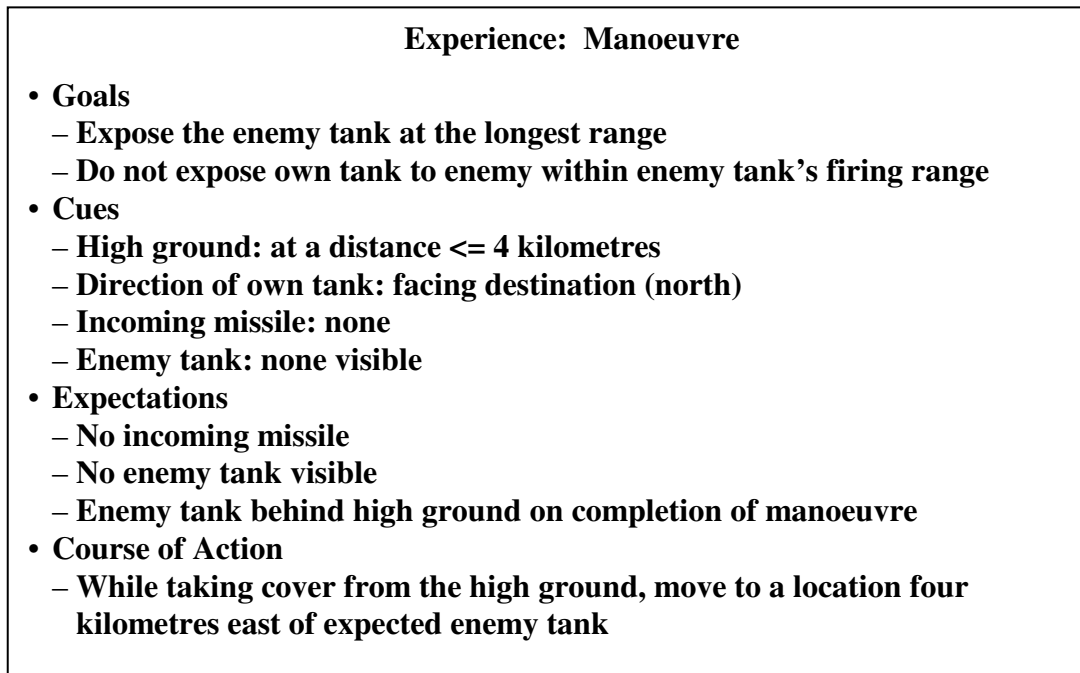 Experience:  Manoeuvre
• Goals
– Expose the enemy tank at the longest range
– Do not expose own tank to enemy within enemy tank’s firing range
• Cues
– High ground: at a distance <= 4 kilometres
– Direction of own tank: facing destination (north)
– Incoming missile: none
– Enemy tank: none visible
• Expectations
– No incoming missile
– No enemy tank visible
– Enemy tank behind high ground on completion of manoeuvre
• Course of Action
– While taking cover from the high ground, move to a location four
kilometres east of expected enemy tank